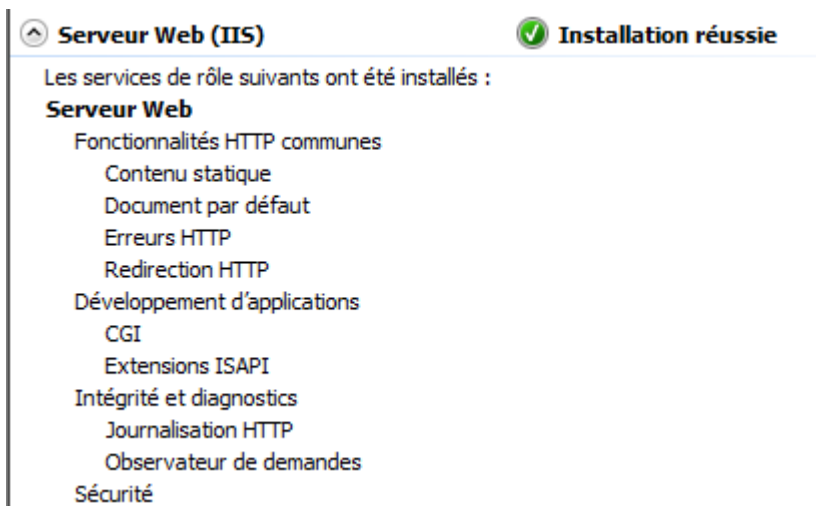 Serveur Web (IIS) Installation réussie
Les services de rôle suivants ont été installés :
Serveur Web
Fonctionnalités HTTP communes
Contenu statique
Document par défaut
Erreurs HTTP
Redirection HTTP
Développement d’applications
CGI
Extensions ISAPI
Intégrité et diagnostics
Journalisation HTTP
Observateur de demandes
Sécurité